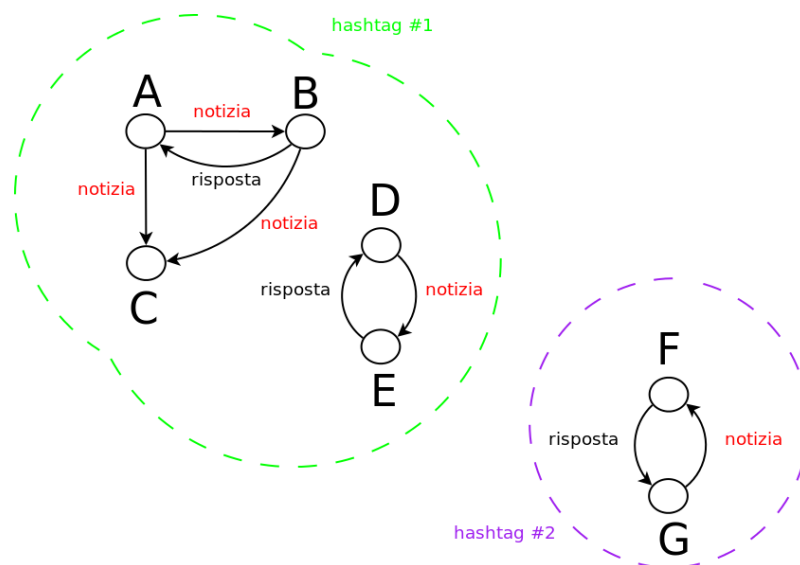 hashtag #1
A
B
notizia
notizia
risposta
D
notizia
C
risposta
notizia
F
E
risposta
notizia
hashtag #2
G